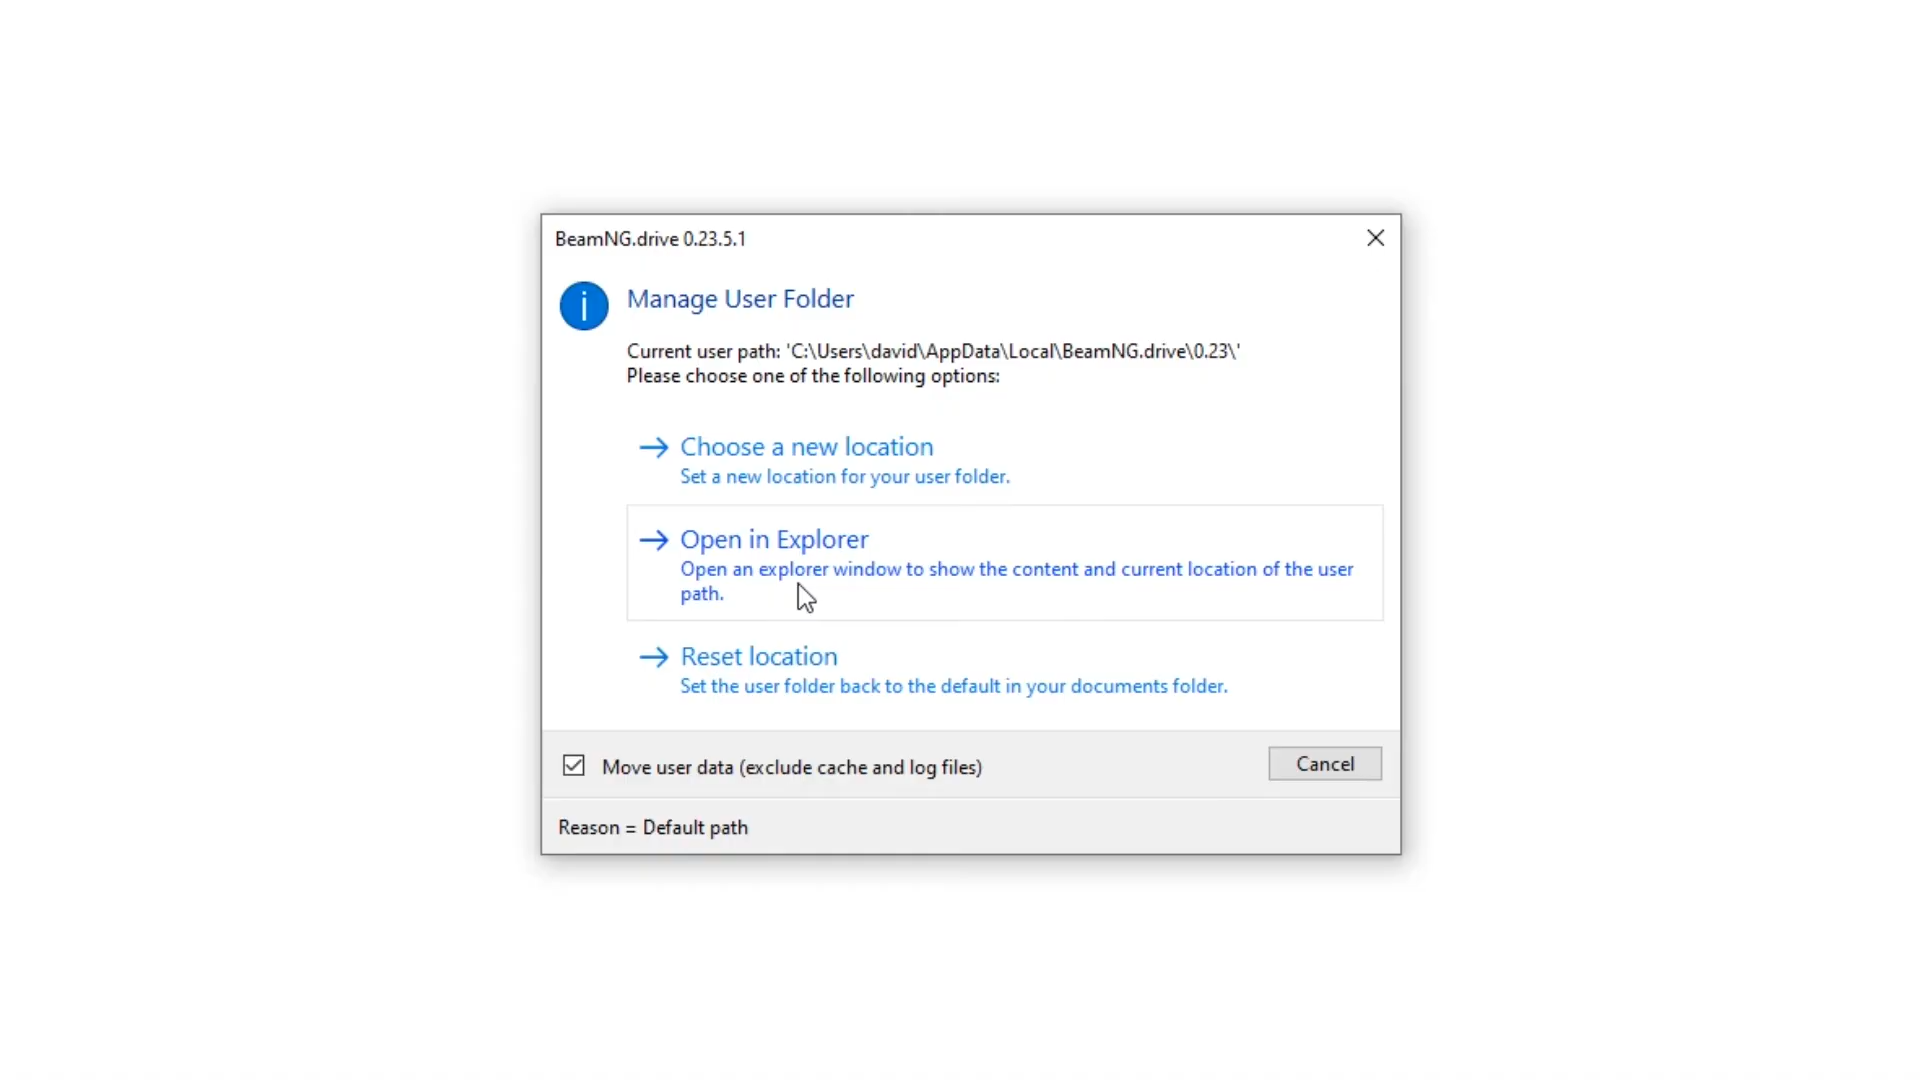 BeamNG.drive 0.23.5.1
Manage User Folder
Current user path: 'C:\Users\david\AppData\Local\BeamNG.drive\0.23\'
Please choose one of the following options:
Choose a new location
Set a new location for your user folder.
Open in Explorer
Open an explorer window to show the content and current location of the user
path.
Reset location
Set the user folder back to the default in your documents folder.
Move user data (exclude cache and log files)
Cancel
Reason = Default path